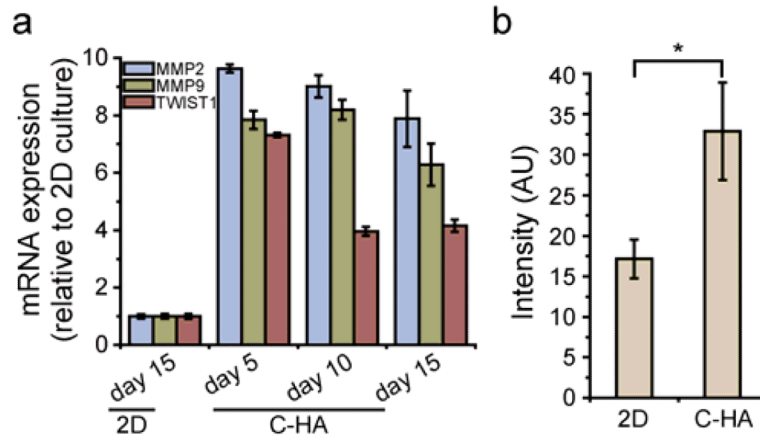 a
mRNA expression
(relative to 2D culture)
10
8
6
4
2
0
MMP2
MMP9
TWIST1
day 15
day 5
day 10
day 15
2D
C-HA
b
*
Intensity (AU)
40
35
30
25
20
15
10
5
0
2D
C-HA